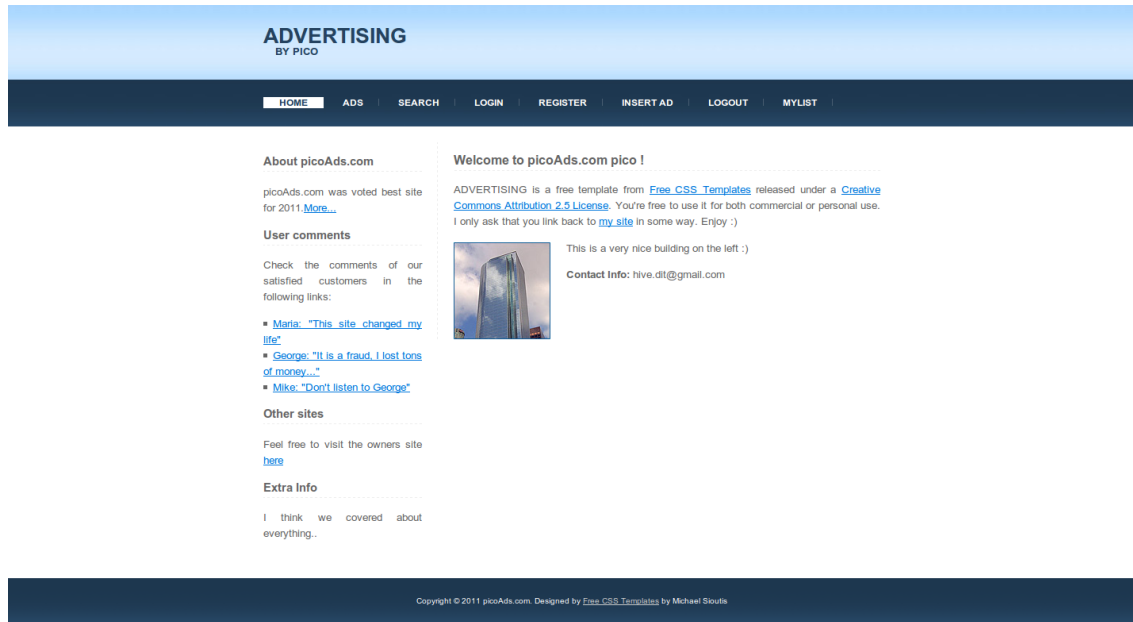 ADVERTISING
BY PICO
HOME ADS SEARCH LOGIN REGISTER INSERT AD LOGOUT MYLIST
About picoAds.com
picoAds.com was voted best site
for 2011.More...
User comments
Check the comments of our
satisfied customers in the
following links:
Maria: "This site changed my
life"
George: "It is a fraud, I lost tons
of money..."
Mike: "Don't listen to George"
Other sites
Feel free to visit the owners site
here
Extra Info
I think we covered about
everything..
Welcome to picoAds.com pico !
ADVERTISING is a free template from Free CSS Templates released under a Creative
Commons Attribution 2.5 License. You're free to use it for both commercial or personal use.
I only ask that you link back to my site in some way. Enjoy :)
This is a very nice building on the left :)
Contact Info: hive.dit@gmail.com
Copyright © 2011 picoAds.com. Designed by Free CSS Templates by Michael Sioutis